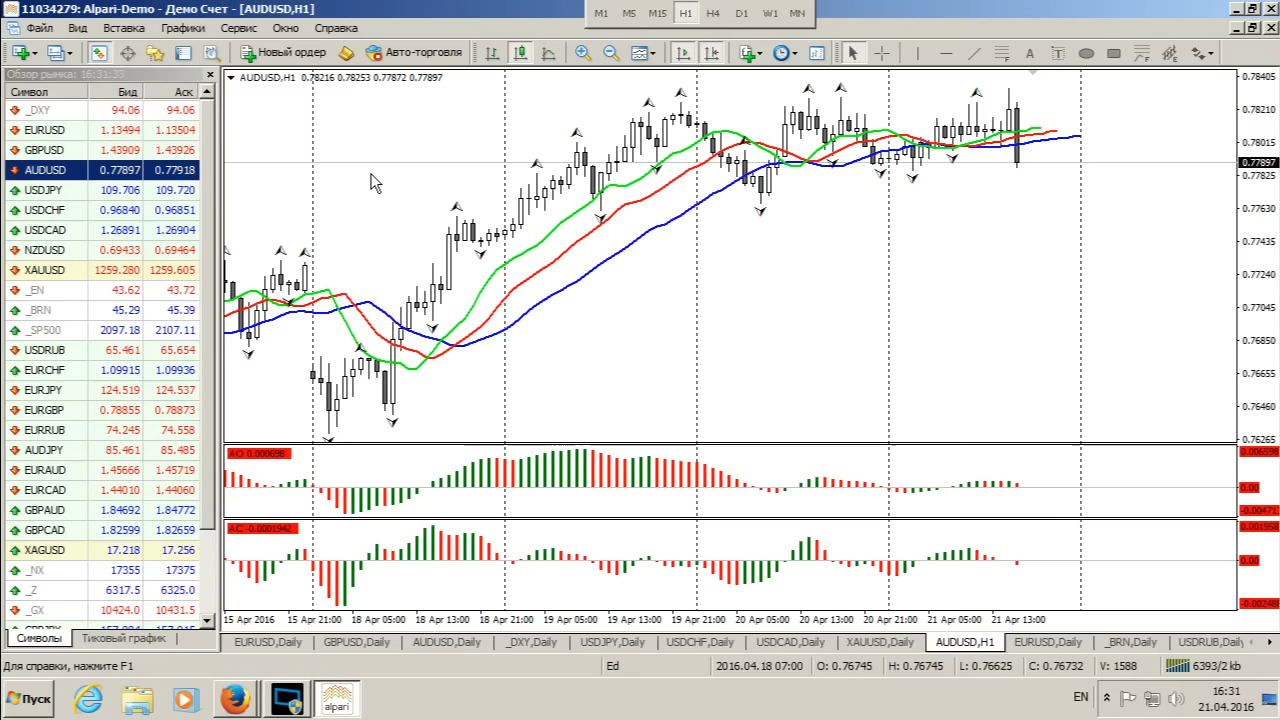 11034279: Alpari-Demo - Демо Счет - [AUDUSD,H1]
M1 M5 M15 H1 H4 D1 W1 MN
Файл Вид Вставка Графики Сервис Окно Справка
Новый ордер Авто-торговля
Обзор рынка: 16:31:33
Символ Бид Аск
_DXY 94.06 94.06
EURUSD 1.13494 1.13504
GBPUSD 1.43909 1.43926
AUDUSD 0.77897 0.77918
USDJPY 109.706 109.720
USDCHF 0.96840 0.96851
USDCAD 1.26891 1.26904
NZDUSD 0.69433 0.69464
XAUUSD 1259.280 1259.605
_EN 43.62 43.72
_BRN 45.29 45.39
_SP500 2097.18 2107.11
USDRUB 65.461 65.654
EURCHF 1.09915 1.09936
EURJPY 124.519 124.537
EURGBP 0.78855 0.78873
EURRUB 74.245 74.558
AUDJPY 85.461 85.485
EURAUD 1.45666 1.45719
EURCAD 1.44010 1.44060
GBPAUD 1.84692 1.84772
GBPCAD 1.82599 1.82659
XAGUSD 17.218 17.256
_NX 17355 17375
_Z 6317.5 6325.0
_GX 10424.0 10431.5
Символы Тиковый график
AUDUSD,H1 0.78216 0.78253 0.77872 0.77897
0.78405
0.78210
0.78015
0.77897
0.77825
0.77630
0.77435
0.77240
0.77045
0.76850
0.76655
0.76460
0.76265
AO 0.000698
0.006598
0.00
AC -0.0001942
0.001958
0.00
-0.002488
15 Apr 2016 15 Apr 21:00 18 Apr 05:00 18 Apr 13:00 18 Apr 21:00 19 Apr 05:00 19 Apr 13:00 19 Apr 21:00 20 Apr 05:00 20 Apr 13:00 20 Apr 21:00 21 Apr 05:00 21 Apr 13:00
EURUSD,Daily GBPUSD,Daily AUDUSD,Daily _DXY,Daily USDJPY,Daily USDCHF,Daily USDCAD,Daily XAUUSD,Daily AUDUSD,H1 EURUSD,Daily _BRN,Daily USDRUB,Daily
Для справки, нажмите F1 Ed 2016.04.18 07:00 O: 0.76745 H: 0.76745 L: 0.76625 C: 0.76732 V: 1588 6393/2 kb
Пуск alpari EN 16:31
21.04.2016